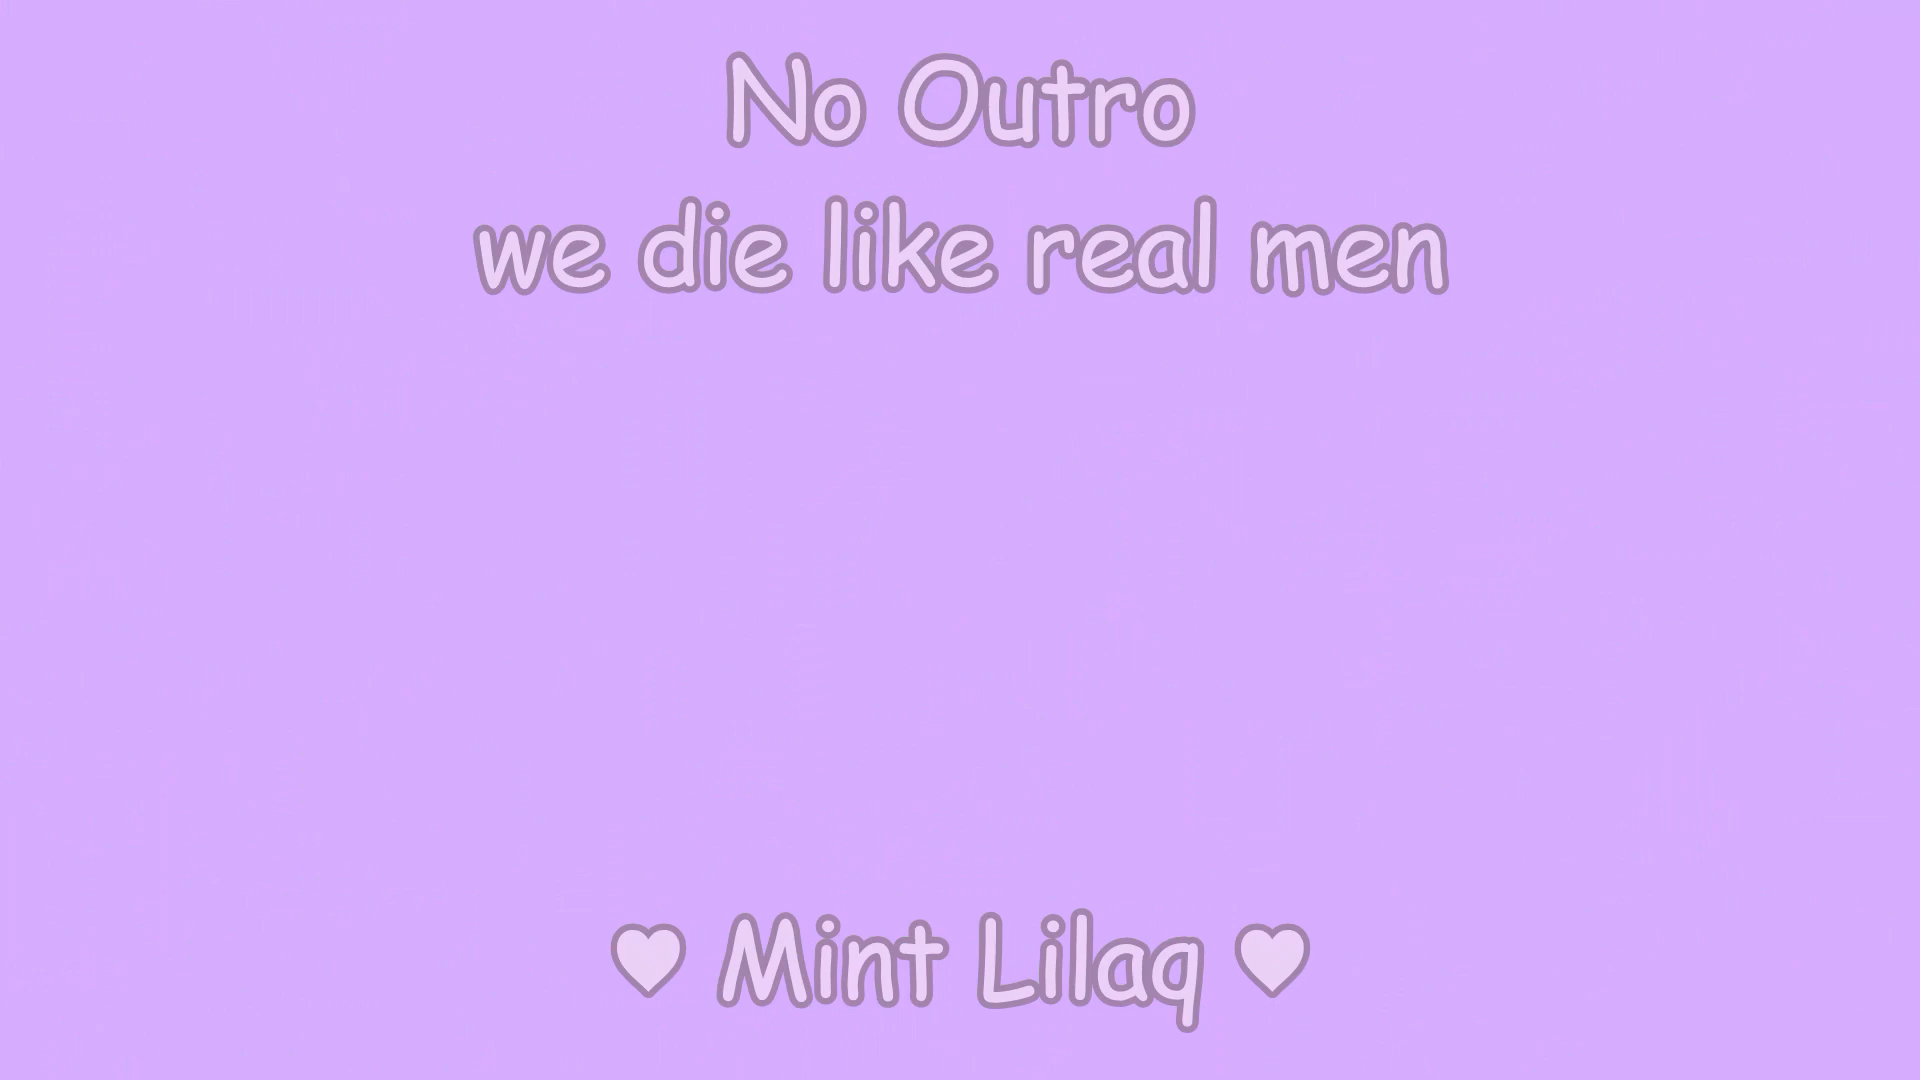 No Outro
we die like real men
♥ Mint Lilaq ♥